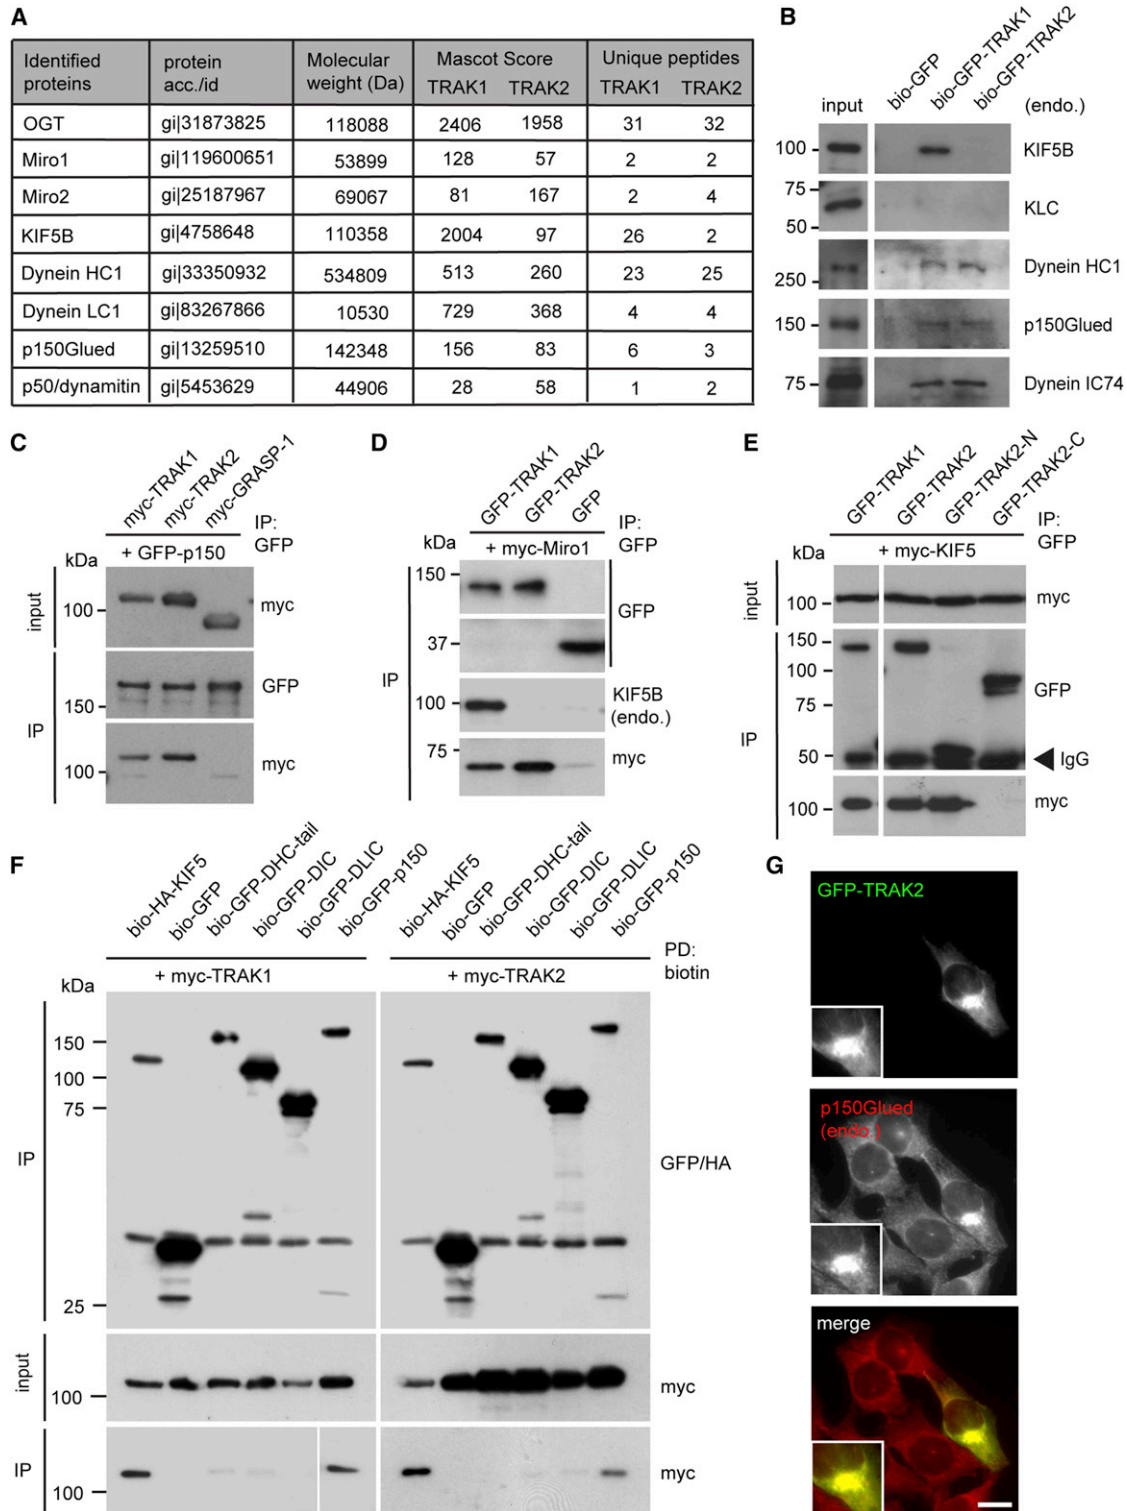 A
Identified proteins | protein acc./id | Molecular weight (Da) | Mascot Score TRAK1 TRAK2 | Unique peptides TRAK1 TRAK2
OGT gi|31873825 118088 2406 1958 31 32
Miro1 gi|119600651 53899 128 57 2 2
Miro2 gi|25187967 69067 81 167 2 4
KIF5B gi|4758648 110358 2004 97 26 2
Dynein HC1 gi|33350932 534809 513 260 23 25
Dynein LC1 gi|83267866 10530 729 368 4 4
p150Glued gi|13259510 142348 156 83 6 3
p50/dynamitin gi|5453629 44906 28 58 1 2
B
input bio-GFP bio-GFP-TRAK1 bio-GFP-TRAK2 (endo.)
100 KIF5B
75
KLC
50
Dynein HC1
250
150 p150Glued
75 Dynein IC74
C
myc-TRAK1 myc-TRAK2 myc-GRASP-1
IP:
GFP
kDa + GFP-p150
input
100 myc
IP
GFP
150
myc
100
D
GFP-TRAK1 GFP-TRAK2 GFP
IP:
GFP
kDa + myc-Miro1
IP
150
GFP
37
100 KIF5B
(endo.)
75 myc
E
GFP-TRAK1 GFP-TRAK2 GFP-TRAK2-N GFP-TRAK2-C
IP:
GFP
kDa + myc-KIF5
input
100 myc
IP
150
100
GFP
75
50 IgG
100 myc
F
bio-HA-KIF5 bio-GFP bio-GFP-DHC-tail bio-GFP-DIC bio-GFP-DLIC bio-GFP-p150
bio-HA-KIF5 bio-GFP bio-GFP-DHC-tail bio-GFP-DIC bio-GFP-DLIC bio-GFP-p150
PD:
biotin
+ myc-TRAK1 + myc-TRAK2
kDa
IP
150
100
75
GFP/HA
25
input
100 myc
IP
myc
100
G
GFP-TRAK2
p150Glued
(endo.)
merge